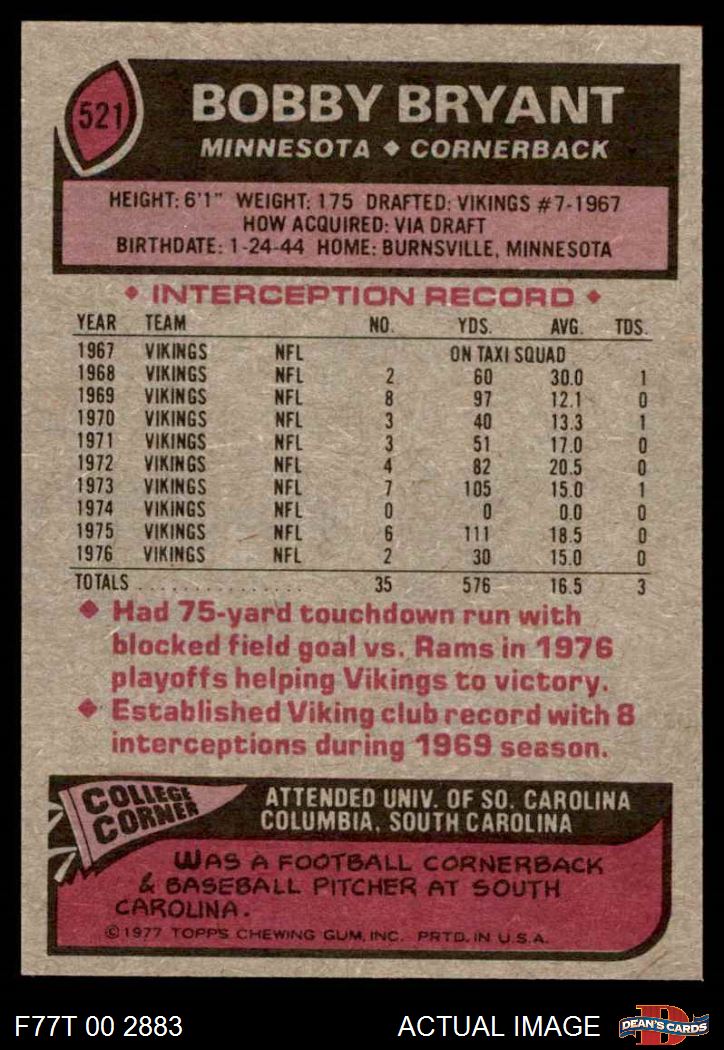 521
BOBBY BRYANT
MINNESOTA ♦ CORNERBACK
HEIGHT: 6'1" WEIGHT: 175 DRAFTED: VIKINGS #7-1967
HOW ACQUIRED: VIA DRAFT
BIRTHDATE: 1-24-44 HOME: BURNSVILLE, MINNESOTA
♦ INTERCEPTION RECORD ♦
YEAR TEAM NO. YDS. AVG. TDS.
1967 VIKINGS NFL ON TAXI SQUAD
1968 VIKINGS NFL 2 60 30.0 1
1969 VIKINGS NFL 8 97 12.1 0
1970 VIKINGS NFL 3 40 13.3 1
1971 VIKINGS NFL 3 51 17.0 0
1972 VIKINGS NFL 4 82 20.5 0
1973 VIKINGS NFL 7 105 15.0 1
1974 VIKINGS NFL 0 0 0.0 0
1975 VIKINGS NFL 6 111 18.5 0
1976 VIKINGS NFL 2 30 15.0 0
TOTALS . . . . . . . . . . . . . . . . 35 576 16.5 3
♦ Had 75-yard touchdown run with
blocked field goal vs. Rams in 1976
playoffs helping Vikings to victory.
♦ Established Viking club record with 8
interceptions during 1969 season.
COLLEGE
CORNER
ATTENDED UNIV. OF SO. CAROLINA
COLUMBIA, SOUTH CAROLINA
WAS A FOOTBALL CORNERBACK
& BASEBALL PITCHER AT SOUTH
CAROLINA.
©1977 TOPPS CHEWING GUM, INC. PRTD. IN U.S.A.
F77T 00 2883
ACTUAL IMAGE
D
DEAN'S CARDS